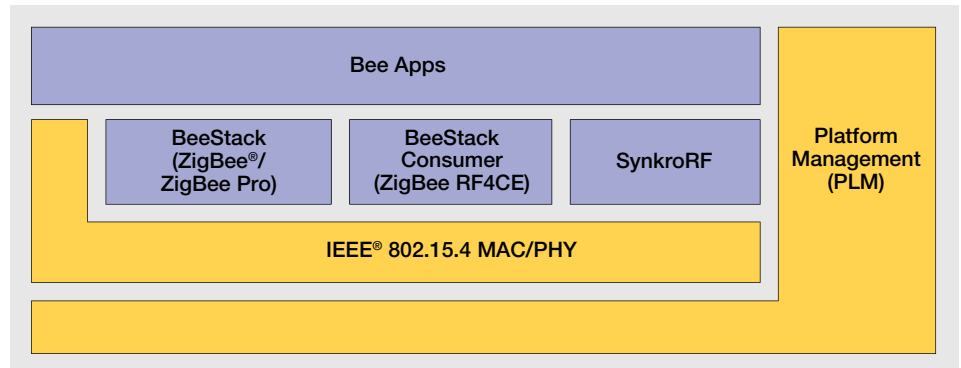 Bee Apps
BeeStack
(ZigBee®/
ZigBee Pro)
BeeStack
Consumer
(ZigBee RF4CE)
SynkroRF
Platform
Management
(PLM)
IEEE® 802.15.4 MAC/PHY